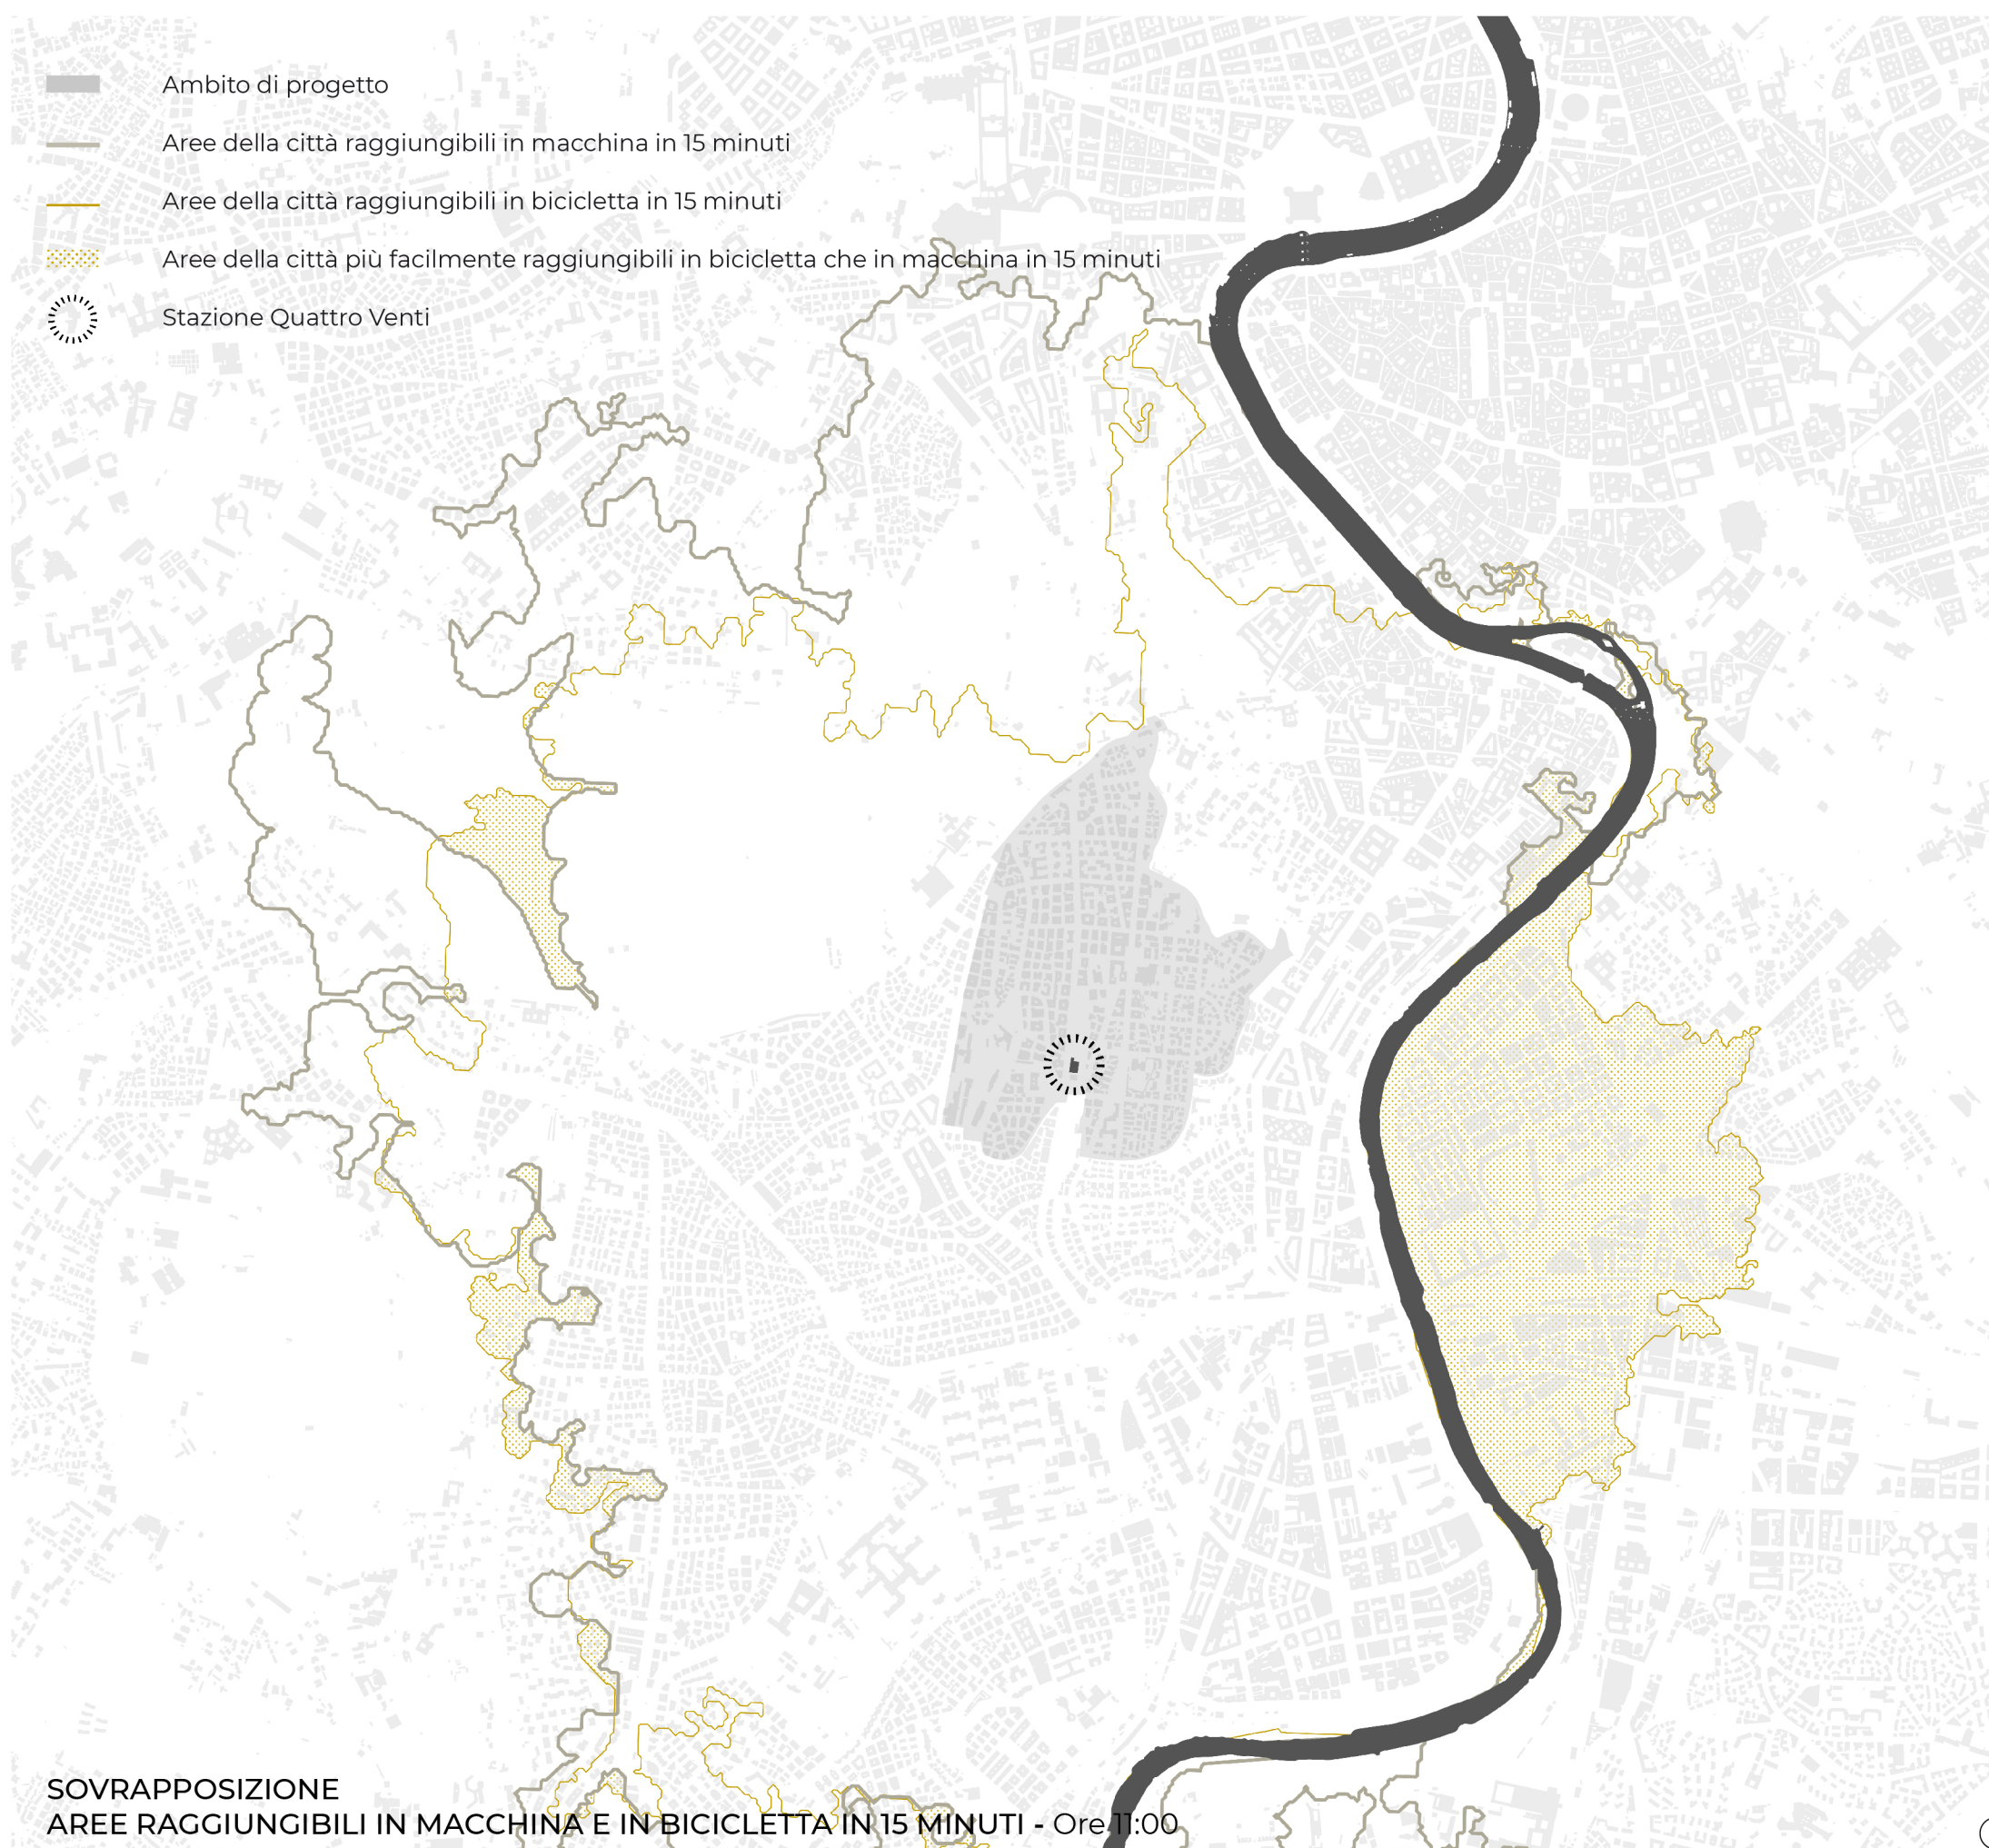 Ambito di progetto
Aree della città raggiungibili in macchina in 15 minuti
Aree della città raggiungibili in bicicletta in 15 minuti
Aree della città più facilmente raggiungibili in bicicletta che in macchina in 15 minuti
Stazione Quattro Venti
SOVRAPPOSIZIONE
AREE RAGGIUNGIBILI IN MACCHINA E IN BICICLETTA IN 15 MINUTI - Ore 11:00